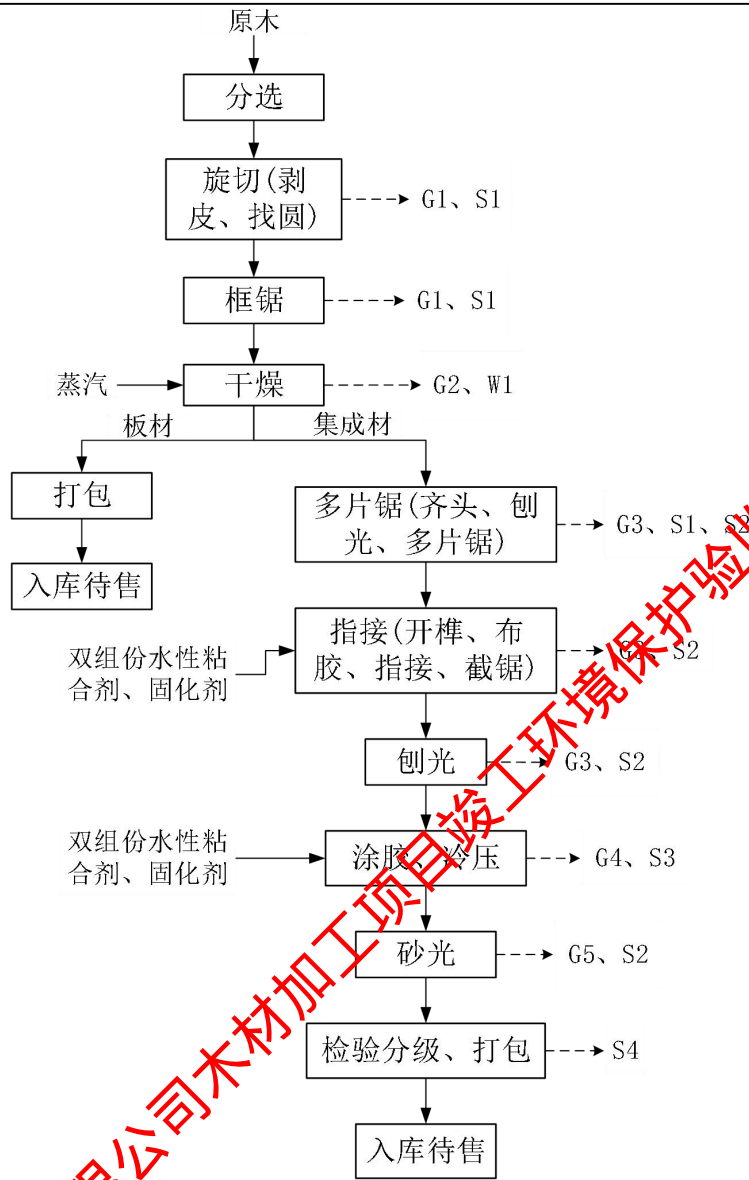 原木
分选
旋切(剥
皮、找圆)
G1、S1
框锯
G1、S1
蒸汽
干燥
G2、W1
板材
集成材
打包
入库待售
多片锯(齐头、刨
光、多片锯)
G3、S1、S2
双组份水性粘
合剂、固化剂
指接(开榫、布
胶、指接、截锯)
S2
刨光
G3、S2
双组份水性粘
合剂、固化剂
涂胶、冷压
G4、S3
砂光
G5、S2
检验分级、打包
S4
入库待售
限公司木材加工项目竣工环境保护验收